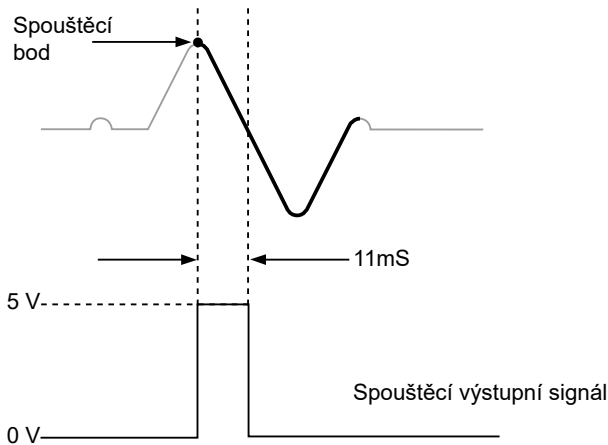 Spouštěcí
bod
11mS
5 V
Spouštěcí výstupní signál
0 V